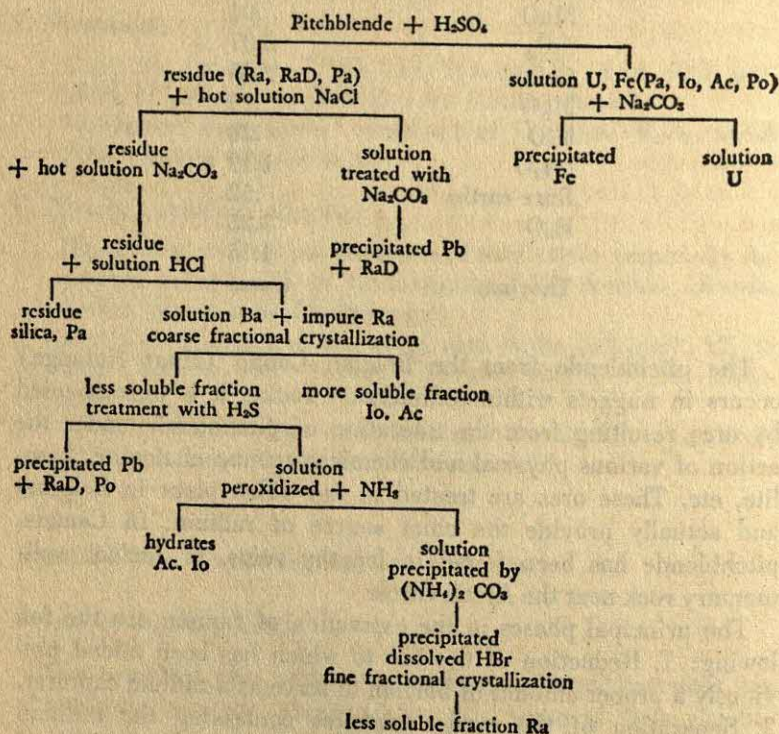 Pitchblende + H₂SO₄
residue (Ra, RaD, Pa)
+ hot solution NaCl
solution U, Fe(Pa, Io, Ac, Po)
+ Na₂CO₃
residue
+ hot solution Na₂CO₃
solution
treated with
Na₂CO₃
precipitated
Fe
solution
U
residue
+ solution HCl
precipitated Pb
+ RaD
residue
silica, Pa
solution Ba + impure Ra
coarse fractional crystallization
less soluble fraction
treatment with H₂S
more soluble fraction
Io. Ac
precipitated Pb
+ RaD, Po
solution
peroxidized + NH₃
hydrates
Ac. Io
solution
precipitated by
(NH₄)₂ CO₃
precipitated
dissolved HBr
fine fractional crystallization
less soluble fraction Ra